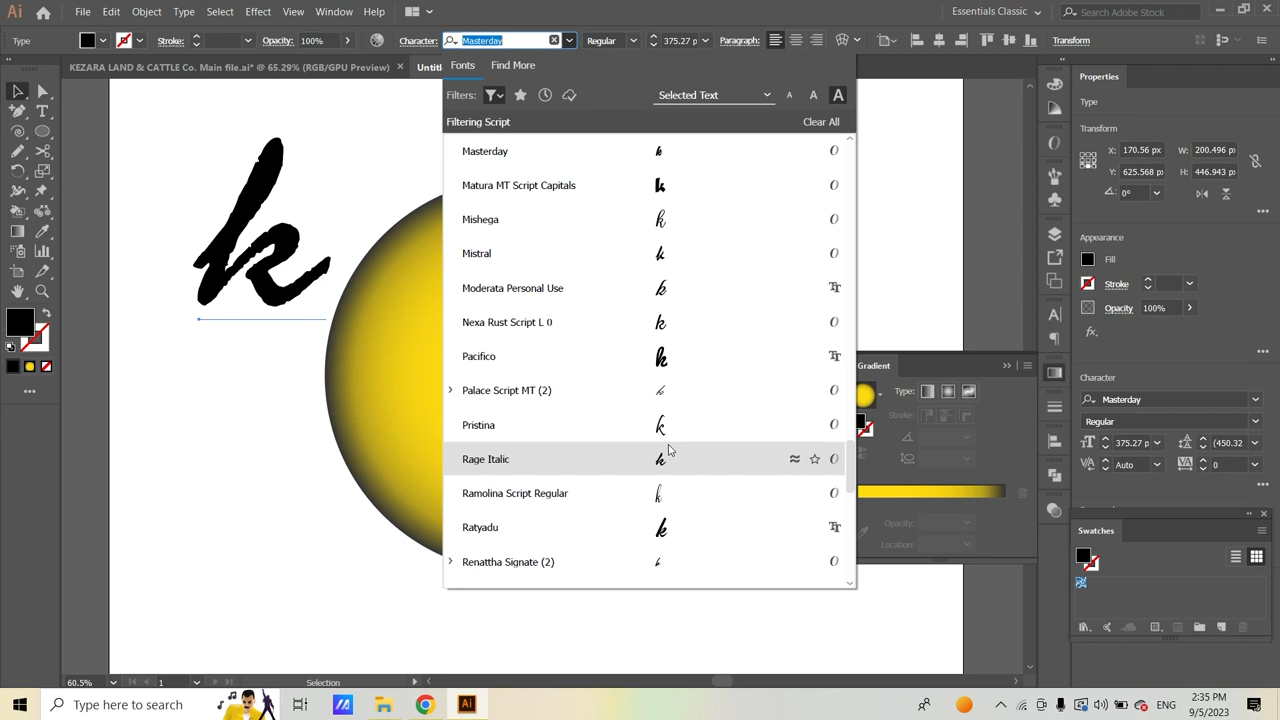 Ai
File
Edit
Object
Type
Select
Effect
View
Window
Help
Essentials Classic
Search Adobe Stock
Type
Stroke:
Opacity:
100%
Character:
Masterday
Regular
375.27 p
Paragraph:
Transform
KEZARA LAND & CATTLE Co. Main file.ai* @ 65.29% (RGB/GPU Preview)
Untitl
Fonts
Find More
Filters:
Selected Text
A
A
A
Filtering Script
Clear All
Masterday
k
Matura MT Script Capitals
k
Mishega
k
Mistral
k
Moderata Personal Use
k
Nexa Rust Script L 0
k
Pacifico
k
Palace Script MT (2)
k
Pristina
k
Rage Italic
k
Ramolina Script Regular
k
Ratyadu
k
Renattha Signate (2)
k
k
Properties
Type
Transform
X:
170.56 px
W:
200.496 p
Y:
625.568 p
H:
446.943 p
0°
Appearance
Fill
Stroke
Opacity
100%
fx.
Character
Masterday
Regular
375.27 p
(450.32
Auto
0
Gradient
Type:
Stroke:
Opacity:
Location:
Swatches
60.5%
1
Selection
Type here to search
Ai
2:35 PM
9/5/2023